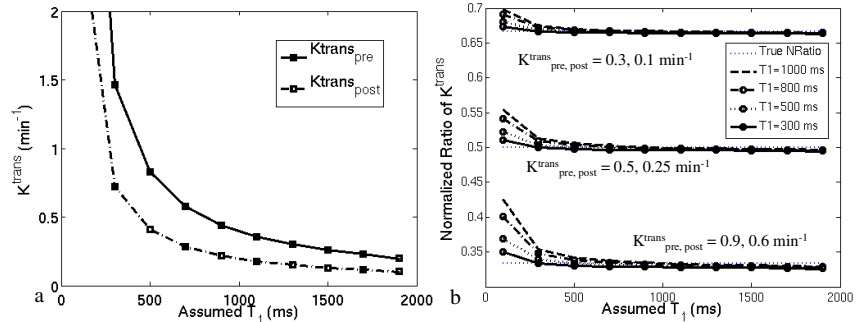 2
1.5
1
0.5
0
0
500
1000
1500
2000
K^trans (min^-1)
Assumed T_1 (ms)
Ktrans_pre
Ktrans_post
a
0.7
0.65
0.6
0.55
0.5
0.45
0.4
0.35
0
500
1000
1500
2000
Normalized Ratio of K^trans
Assumed T_1 (ms)
True NRatio
T1=1000 ms
T1=800 ms
T1=500 ms
T1=300 ms
K^trans_pre, post = 0.3, 0.1 min^-1
K^trans_pre, post = 0.5, 0.25 min^-1
K^trans_pre, post = 0.9, 0.6 min^-1
b